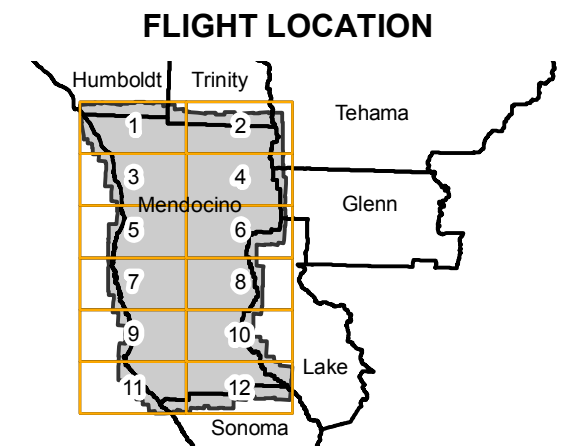 FLIGHT LOCATION
Humboldt Trinity
Tehama
1 2
3 4
Mendocino Glenn
5 6
7 8
9 10
Lake
11 12
Sonoma